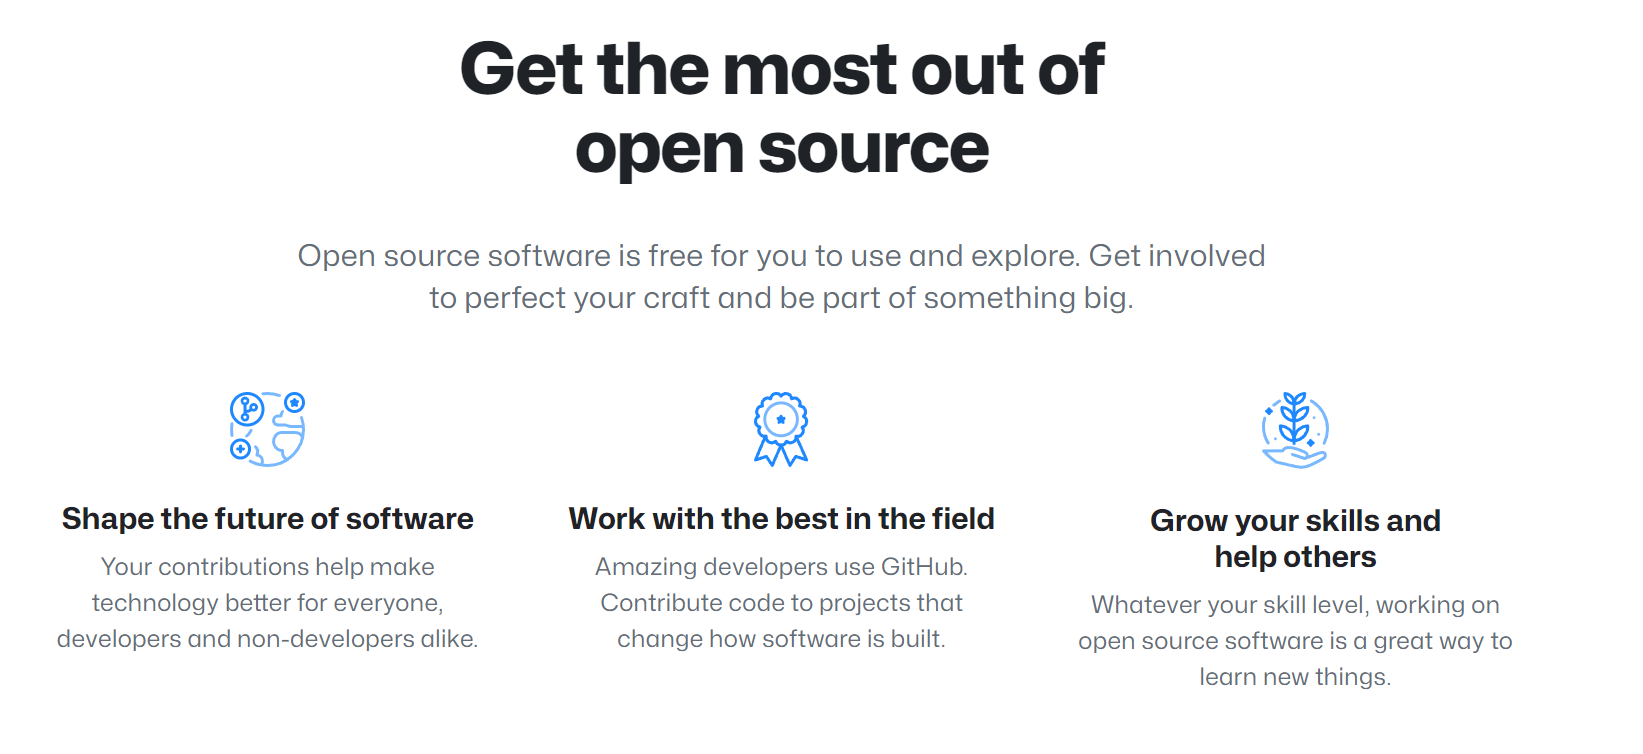 Get the most out of
open source
Open source software is free for you to use and explore. Get involved
to perfect your craft and be part of something big.
Shape the future of software
Your contributions help make
technology better for everyone,
developers and non-developers alike.
Work with the best in the field
Amazing developers use GitHub.
Contribute code to projects that
change how software is built.
Grow your skills and
help others
Whatever your skill level, working on
open source software is a great way to
learn new things.